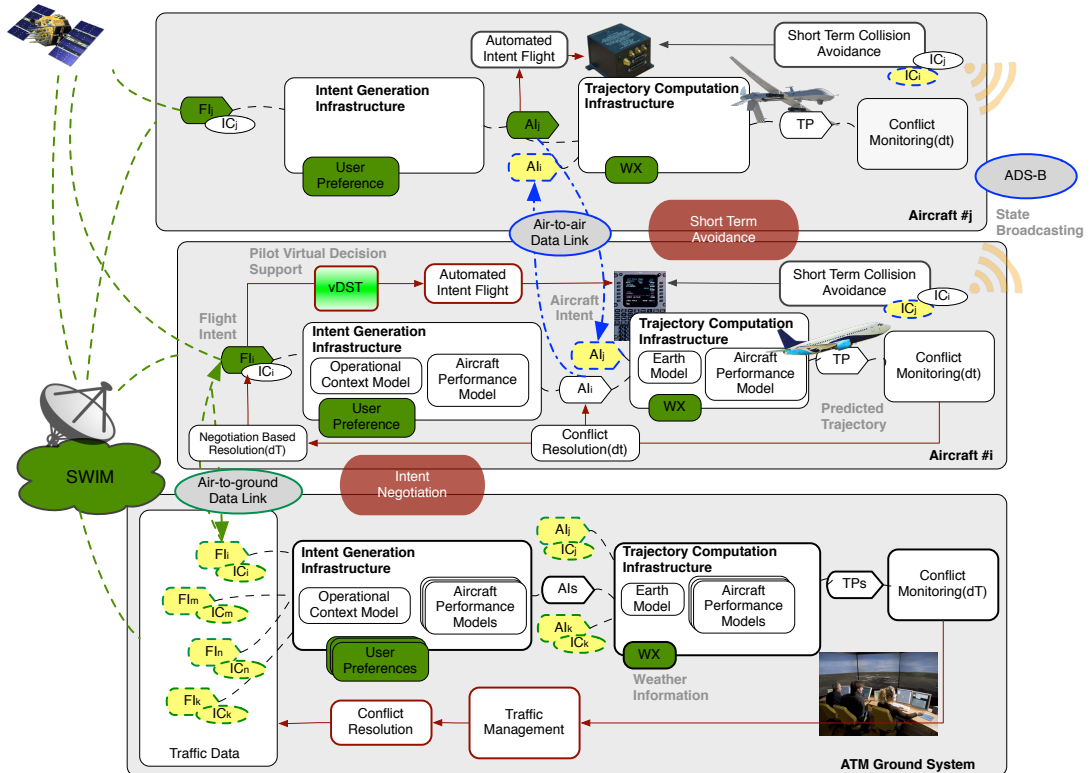 Short Term Collision
Avoidance
ICj
ICi
Automated
Intent Flight
Intent Generation
Infrastructure
Trajectory Computation
Infrastructure
FIj
ICj
AIj
AIi
TP
Conflict
Monitoring(dt)
User
Preference
WX
ADS-B
Aircraft #j
State
Broadcasting
Air-to-air
Data Link
Short Term
Avoidance
Pilot Virtual Decision
Support
vDST
Automated
Intent Flight
Short Term Collision
Avoidance
ICi
ICj
Flight
Intent
Aircraft
Intent
Intent Generation
Infrastructure
Trajectory Computation
Infrastructure
FIi
ICi
Operational
Context Model
Aircraft
Performance
Model
AIj
AIi
Earth
Model
Aircraft
Performance
Model
TP
Conflict
Monitoring(dt)
User
Preference
WX
Predicted
Trajectory
Negotiation Based
Resolution(dT)
Conflict
Resolution(dt)
Aircraft #i
SWIM
Air-to-ground
Data Link
Intent
Negotiation
FIi
ICi
FIm
ICm
FIn
ICn
FIk
ICk
Traffic Data
Intent Generation
Infrastructure
Operational
Context Model
Aircraft
Performance
Models
User
Preferences
AIj
ICj
AIs
AIk
ICk
Trajectory Computation
Infrastructure
Earth
Model
Aircraft
Performance
Models
WX
Weather
Information
TPs
Conflict
Monitoring(dT)
Conflict
Resolution
Traffic
Management
ATM Ground System